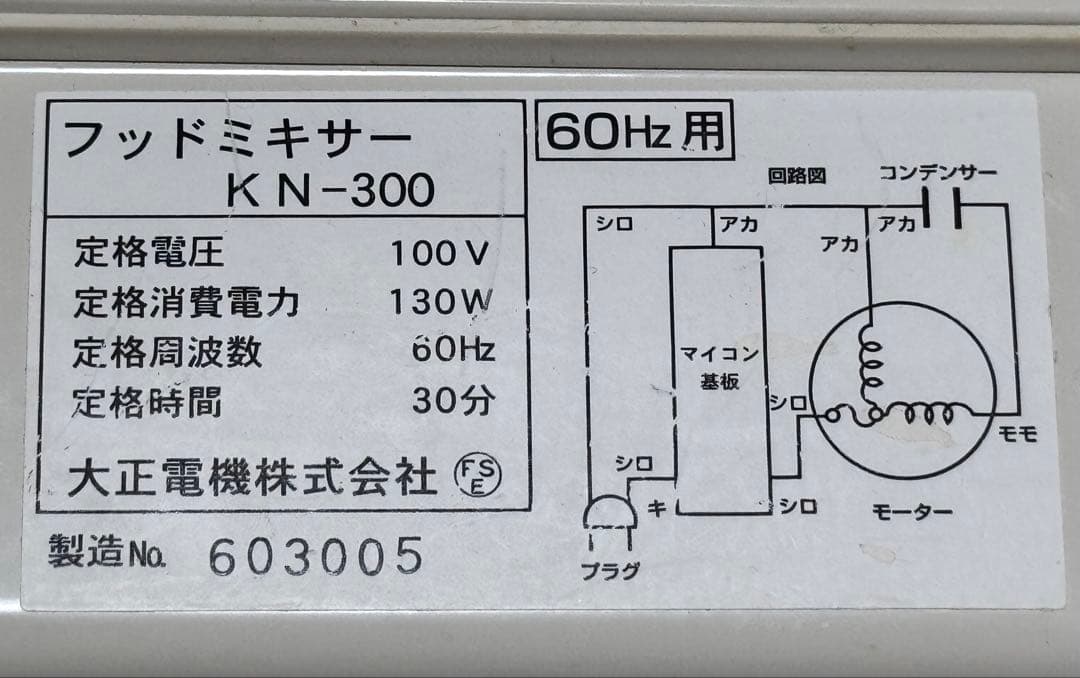 フッドミキサー
KN-300
定格電圧 100V
定格消費電力 130W
定格周波数 60Hz
定格時間 30分
大正電機株式会社 FSE
製造No. 603005
60Hz用
回路図 コンデンサー
シロ アカ アカ
アカ
マイコン
基板
シロ
モモ
シロ
キ シロ
モーター
プラグ